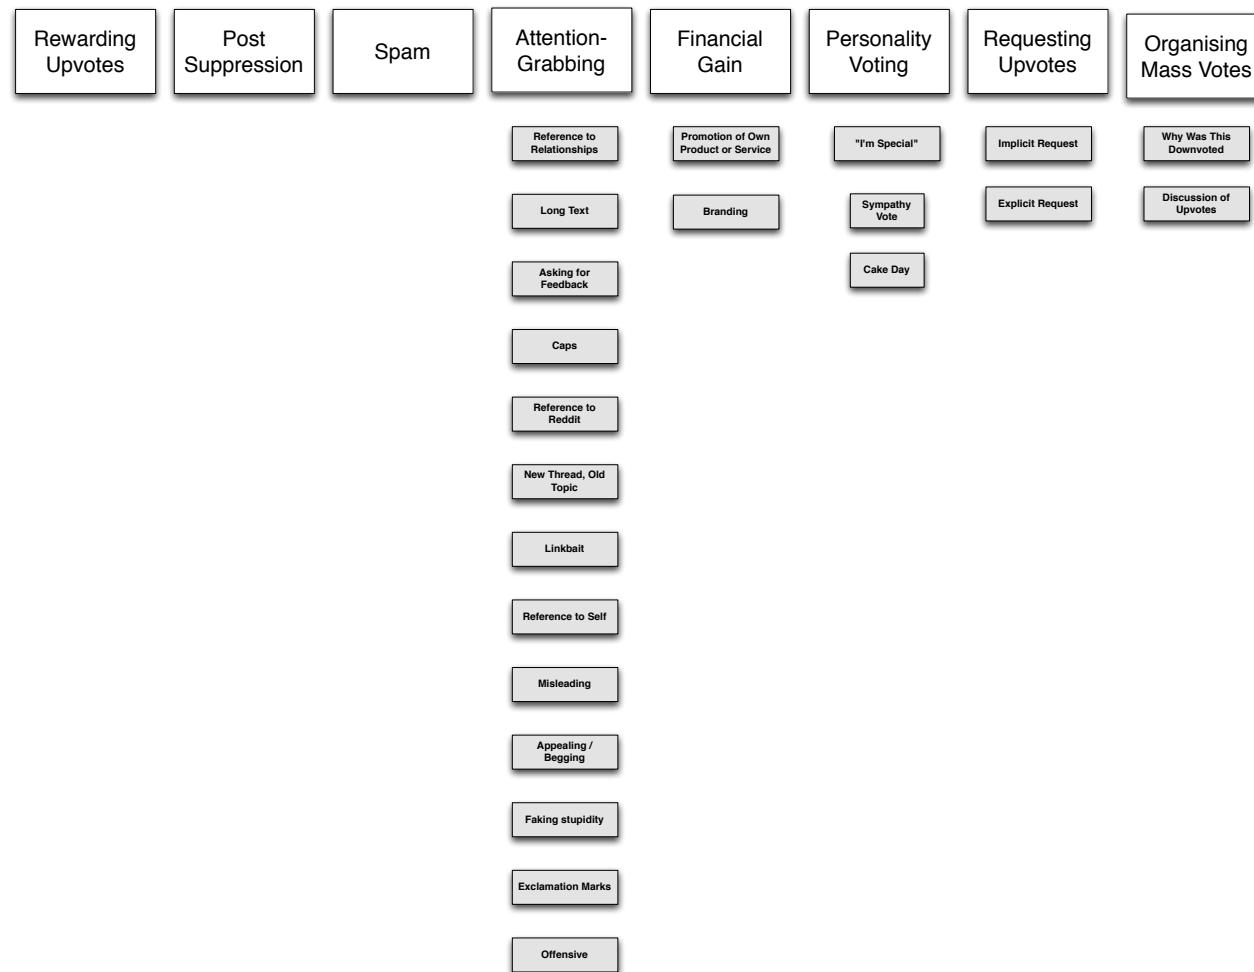 Rewarding
Upvotes
Post
Suppression
Spam
Attention-
Grabbing
Financial
Gain
Personality
Voting
Requesting
Upvotes
Organising
Mass Votes
Reference to
Relationships
Long Text
Asking for
Feedback
Caps
Reference to
Reddit
New Thread, Old
Topic
Linkbait
Reference to Self
Misleading
Appealing /
Begging
Faking stupidity
Exclamation Marks
Offensive
Promotion of Own
Product or Service
Branding
"I'm Special"
Sympathy
Vote
Cake Day
Implicit Request
Explicit Request
Why Was This
Downvoted
Discussion of
Upvotes